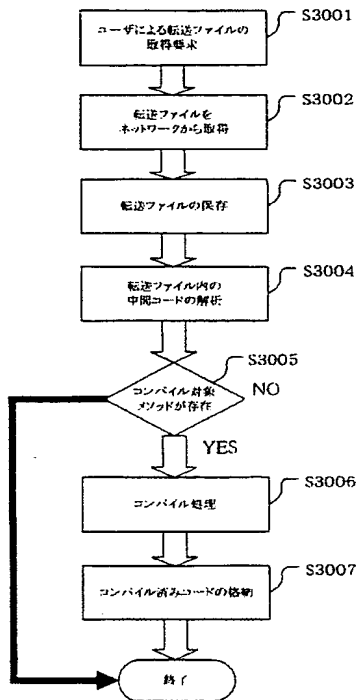 S3001
ユーザによる転送ファイルの
取得要求
S3002
転送ファイルを
ネットワークから取得
S3003
転送ファイルの保存
S3004
転送ファイル内の
中間コードの解析
S3005
コンパイル対象
メソッドが存在
NO
YES
S3006
コンパイル処理
S3007
コンパイル済みコードの格納
終了